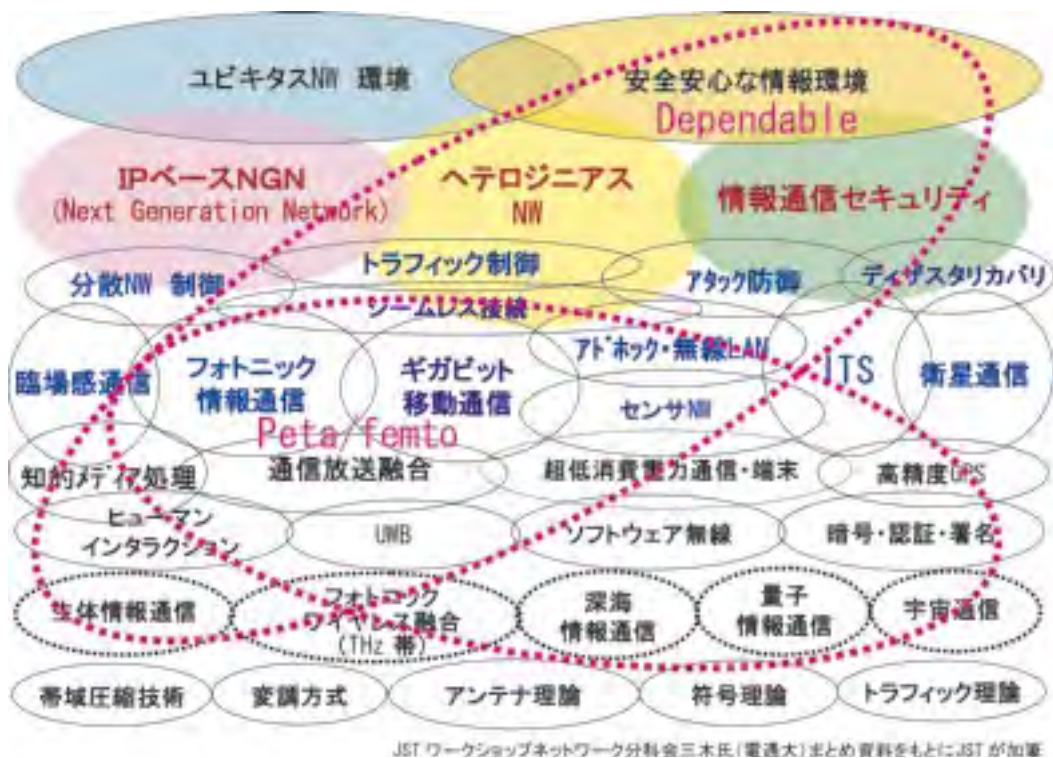 ユビキタスNW 環境
安全安心な情報環境
Dependable
IPベースNGN
(Next Generation Network)
ヘテロジニアス
NW
情報通信セキュリティ
分散NW 制御
トラフィック制御
アタック防御
ディザスタリカバリ
シームレス接続
臨場感通信
フォトニック
情報通信
ギガビット
移動通信
アドホック・無線LAN
センサNW
ITS
衛星通信
Peta/femto
知的メディア処理
通信放送融合
超低消費電力通信・端末
高精度GPS
ヒューマン
インタラクション
UWB
ソフトウェア無線
暗号・認証・署名
生体情報通信
フォトニック
ワイヤレス融合
(THz 帯)
深海
情報通信
量子
情報通信
宇宙通信
帯域圧縮技術
変調方式
アンテナ理論
符号理論
トラフィック理論
JST ワークショップネットワーク分科会三木氏(電通大)まとめ資料をもとにJST が加筆